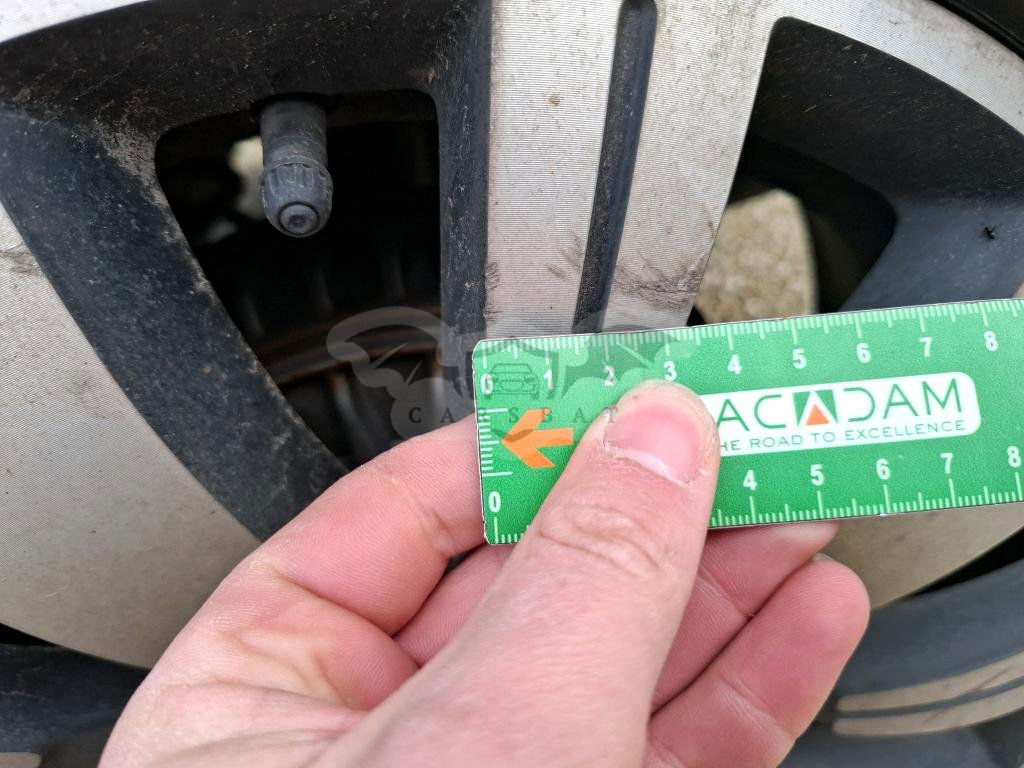 0 1 2 3 4 5 6 7 8
ACADAM
HE ROAD TO EXCELLENCE
CARSBA
0 4 5 6 7 8